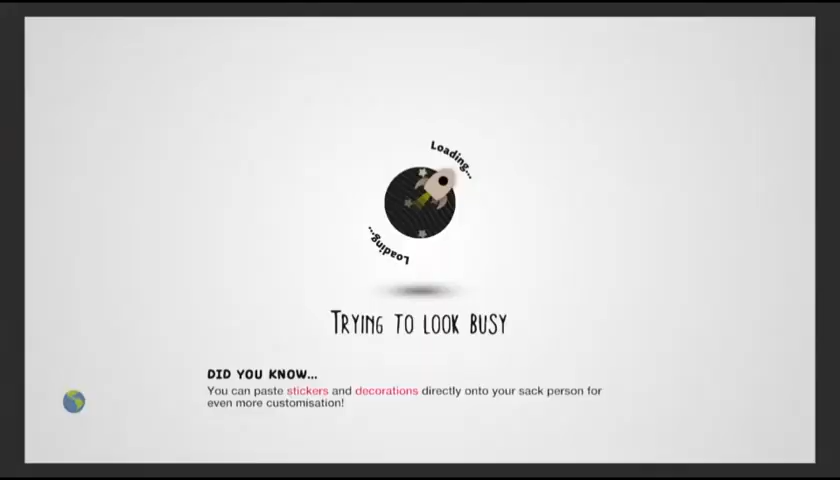 Loading...
Loading...
TRYING TO LOOK BUSY
DID YOU KNOW...
You can paste stickers and decorations directly onto your sack person for
even more customisation!